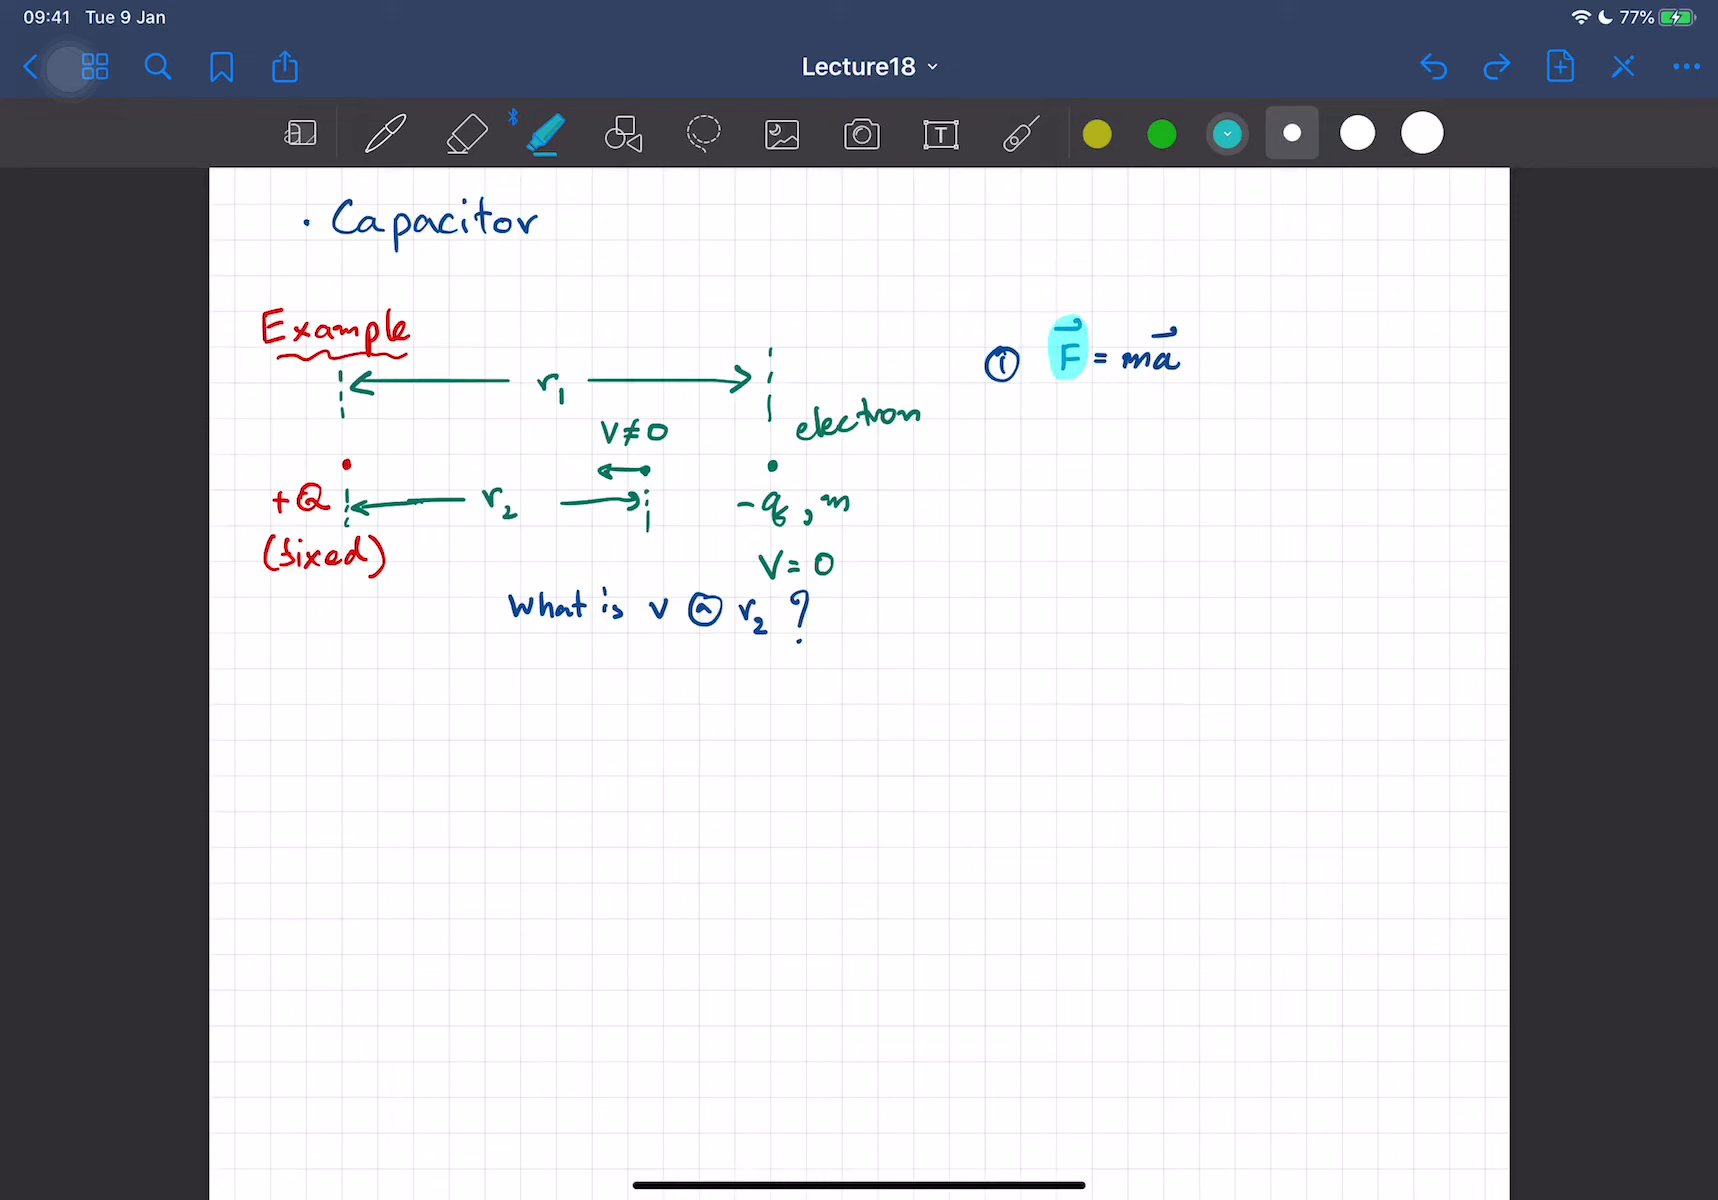 09:41 Tue 9 Jan
77%
Lecture18
T
· Capacitor
Example
r₁
① F⃗ = ma⃗
electron
V≠0
+Q
r₂
-q, m
(fixed)
V=0
What is v @ r₂ ?